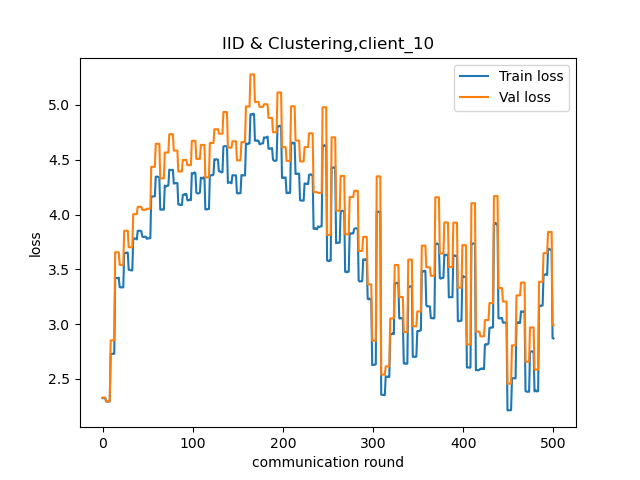 IID & Clustering,client_10
Train loss
Val loss
5.0
4.5
4.0
3.5
3.0
2.5
loss
0 100 200 300 400 500
communication round